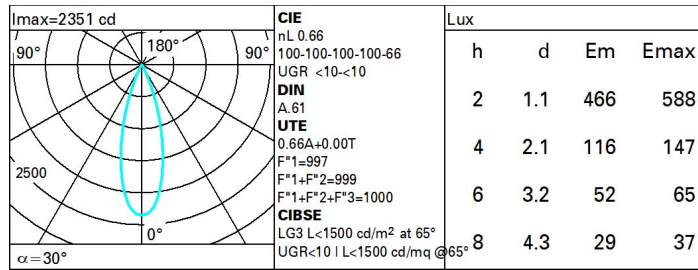 Imax=2351 cd
90° 180° 90°
2500
0°
α=30°
CIE
nL 0.66
100-100-100-100-66
UGR <10-<10
DIN
A.61
UTE
0.66A+0.00T
F"1=997
F"1+F"2=999
F"1+F"2+F"3=1000
CIBSE
LG3 L<1500 cd/m² at 65°
UGR<10 | L<1500 cd/mq @65°
Lux
h d Em Emax
2 1.1 466 588
4 2.1 116 147
6 3.2 52 65
8 4.3 29 37